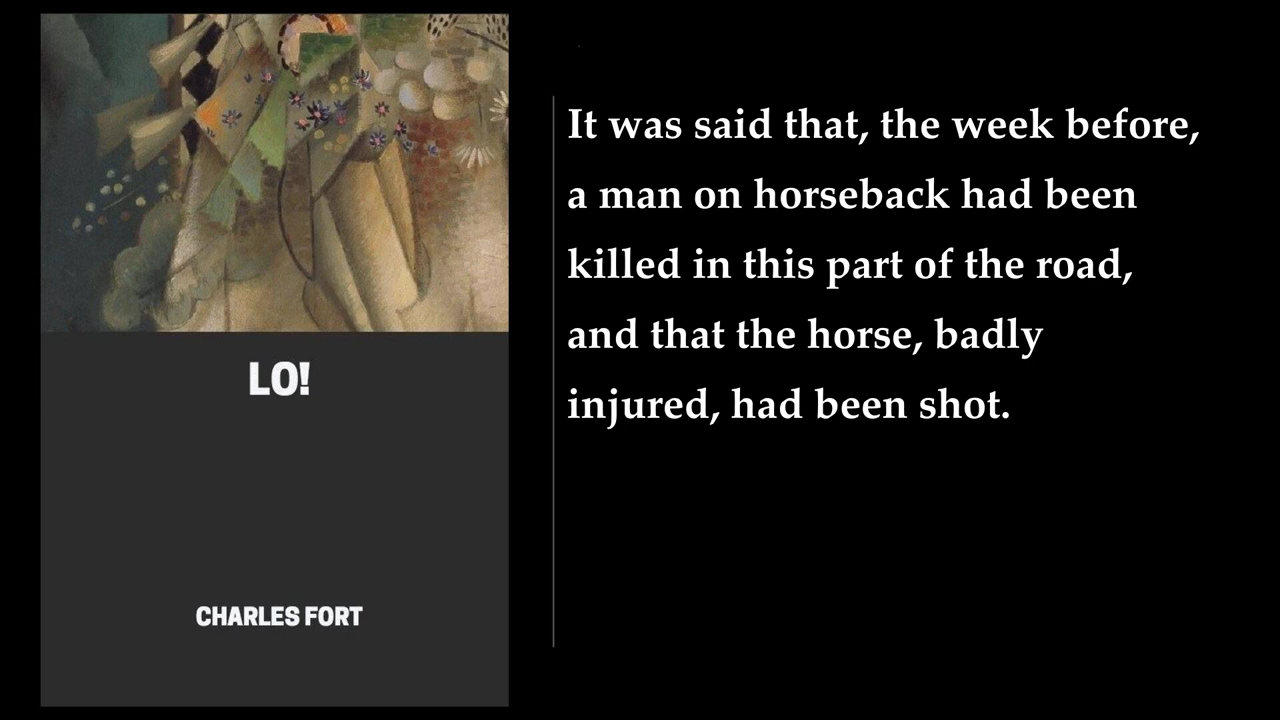 LO!
CHARLES FORT
It was said that, the week before,
a man on horseback had been
killed in this part of the road,
and that the horse, badly
injured, had been shot.